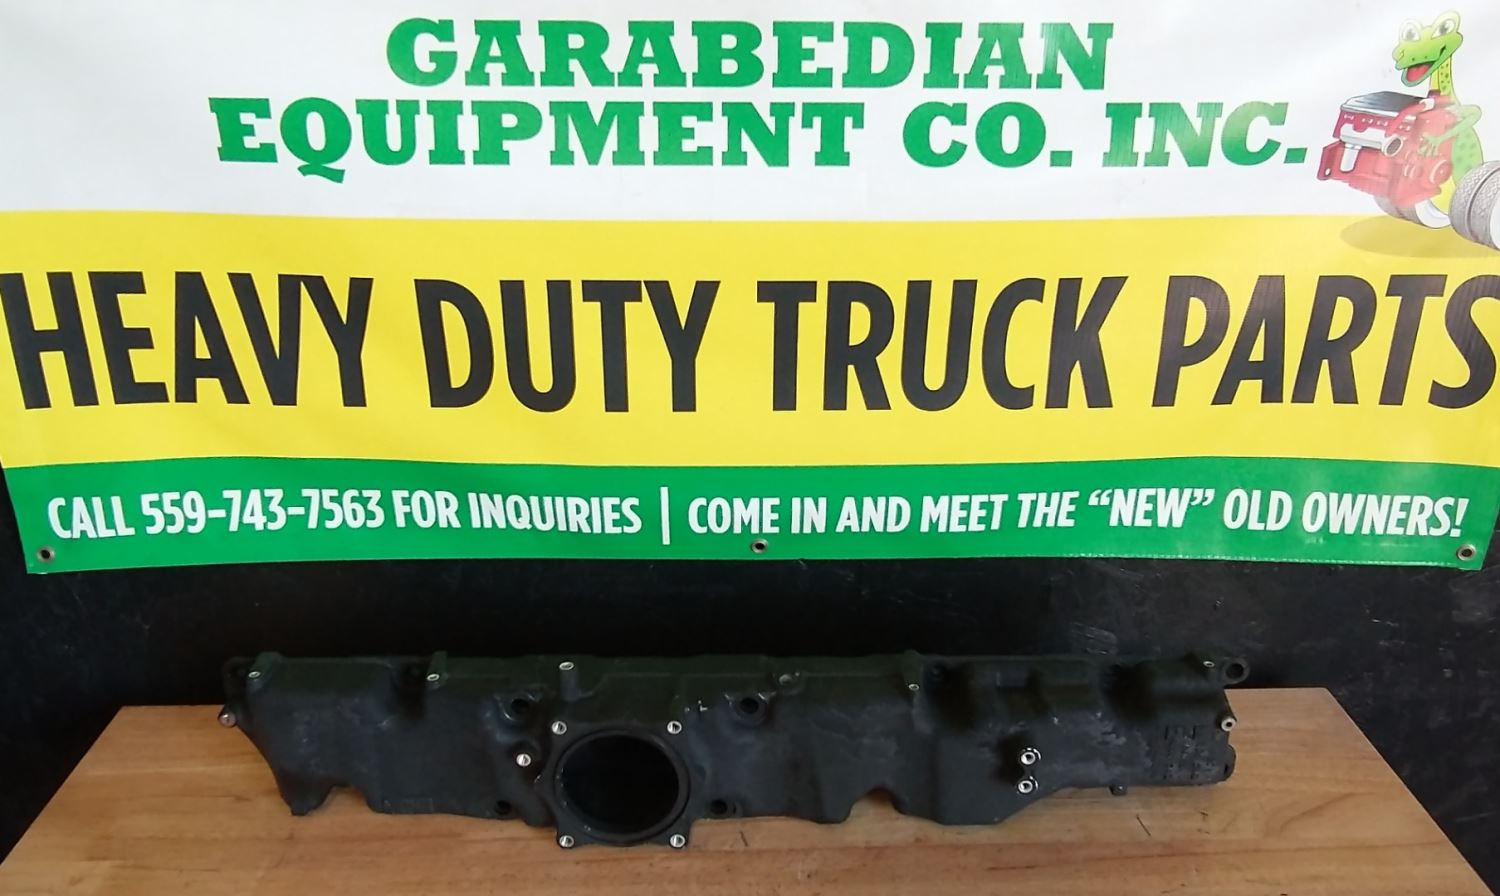 GARABEDIAN
EQUIPMENT CO. INC.
HEAVY DUTY TRUCK PARTS
CALL 559-743-7563 FOR INQUIRIES | COME IN AND MEET THE “NEW” OLD OWNERS!